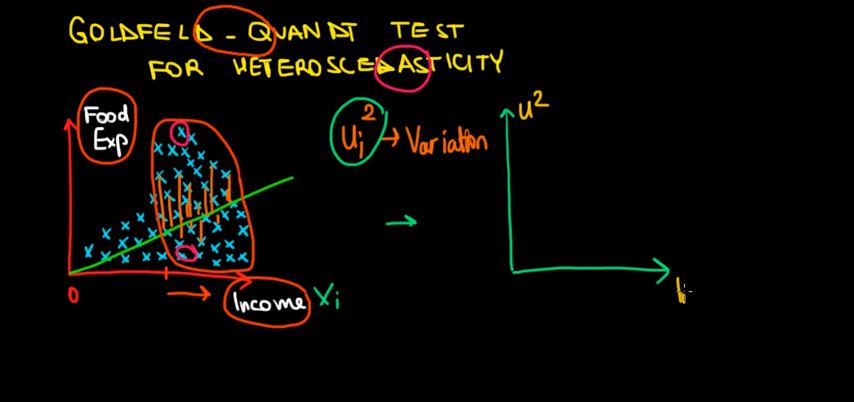 GOLDFELD - QUANDT TEST
FOR HETEROSCEDASTICITY
Food
Exp
0
Income Xi
ui² → Variation
→
u²